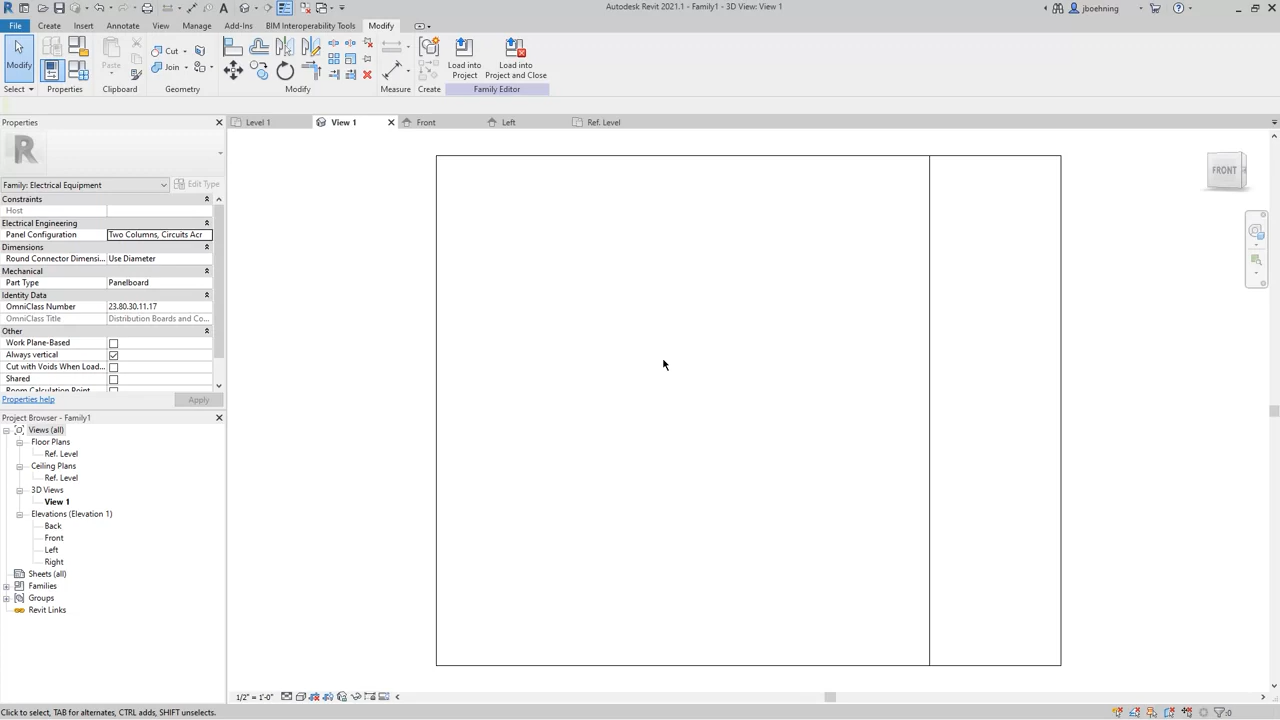 Autodesk Revit 2021.1 - Family1 - 3D View: View 1
jboehning
File
Create
Insert
Annotate
View
Manage
Add-Ins
BIM Interoperability Tools
Modify
Modify
Paste
Cut
Join
Load into
Project
Load into
Project and Close
Select
Properties
Clipboard
Geometry
Modify
Measure
Create
Family Editor
Properties
Level 1
View 1
Front
Left
Ref. Level
R
FRONT
Family: Electrical Equipment
Edit Type
Constraints
Host
Electrical Engineering
Panel Configuration
Two Columns, Circuits Acr
Dimensions
Round Connector Dimensi...
Use Diameter
Mechanical
Part Type
Panelboard
Identity Data
OmniClass Number
23.80.30.11.17
OmniClass Title
Distribution Boards and Co...
Other
Work Plane-Based
Always vertical
Cut with Voids When Load...
Shared
Room Calculation Point
Properties help
Apply
Project Browser - Family1
Views (all)
Floor Plans
Ref. Level
Ceiling Plans
Ref. Level
3D Views
View 1
Elevations (Elevation 1)
Back
Front
Left
Right
Sheets (all)
Families
Groups
Revit Links
1/2" = 1'-0"
Click to select, TAB for alternates, CTRL adds, SHIFT unselects.
:0